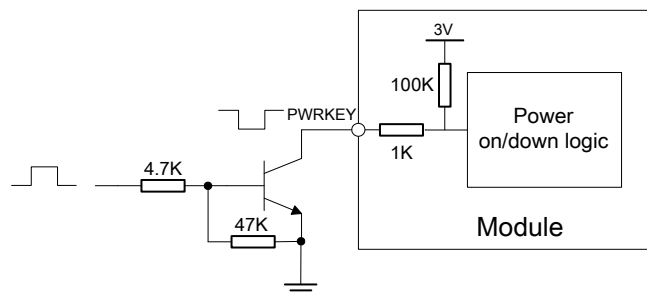 3V
100K
PWRKEY
Power
on/down logic
1K
4.7K
47K
Module